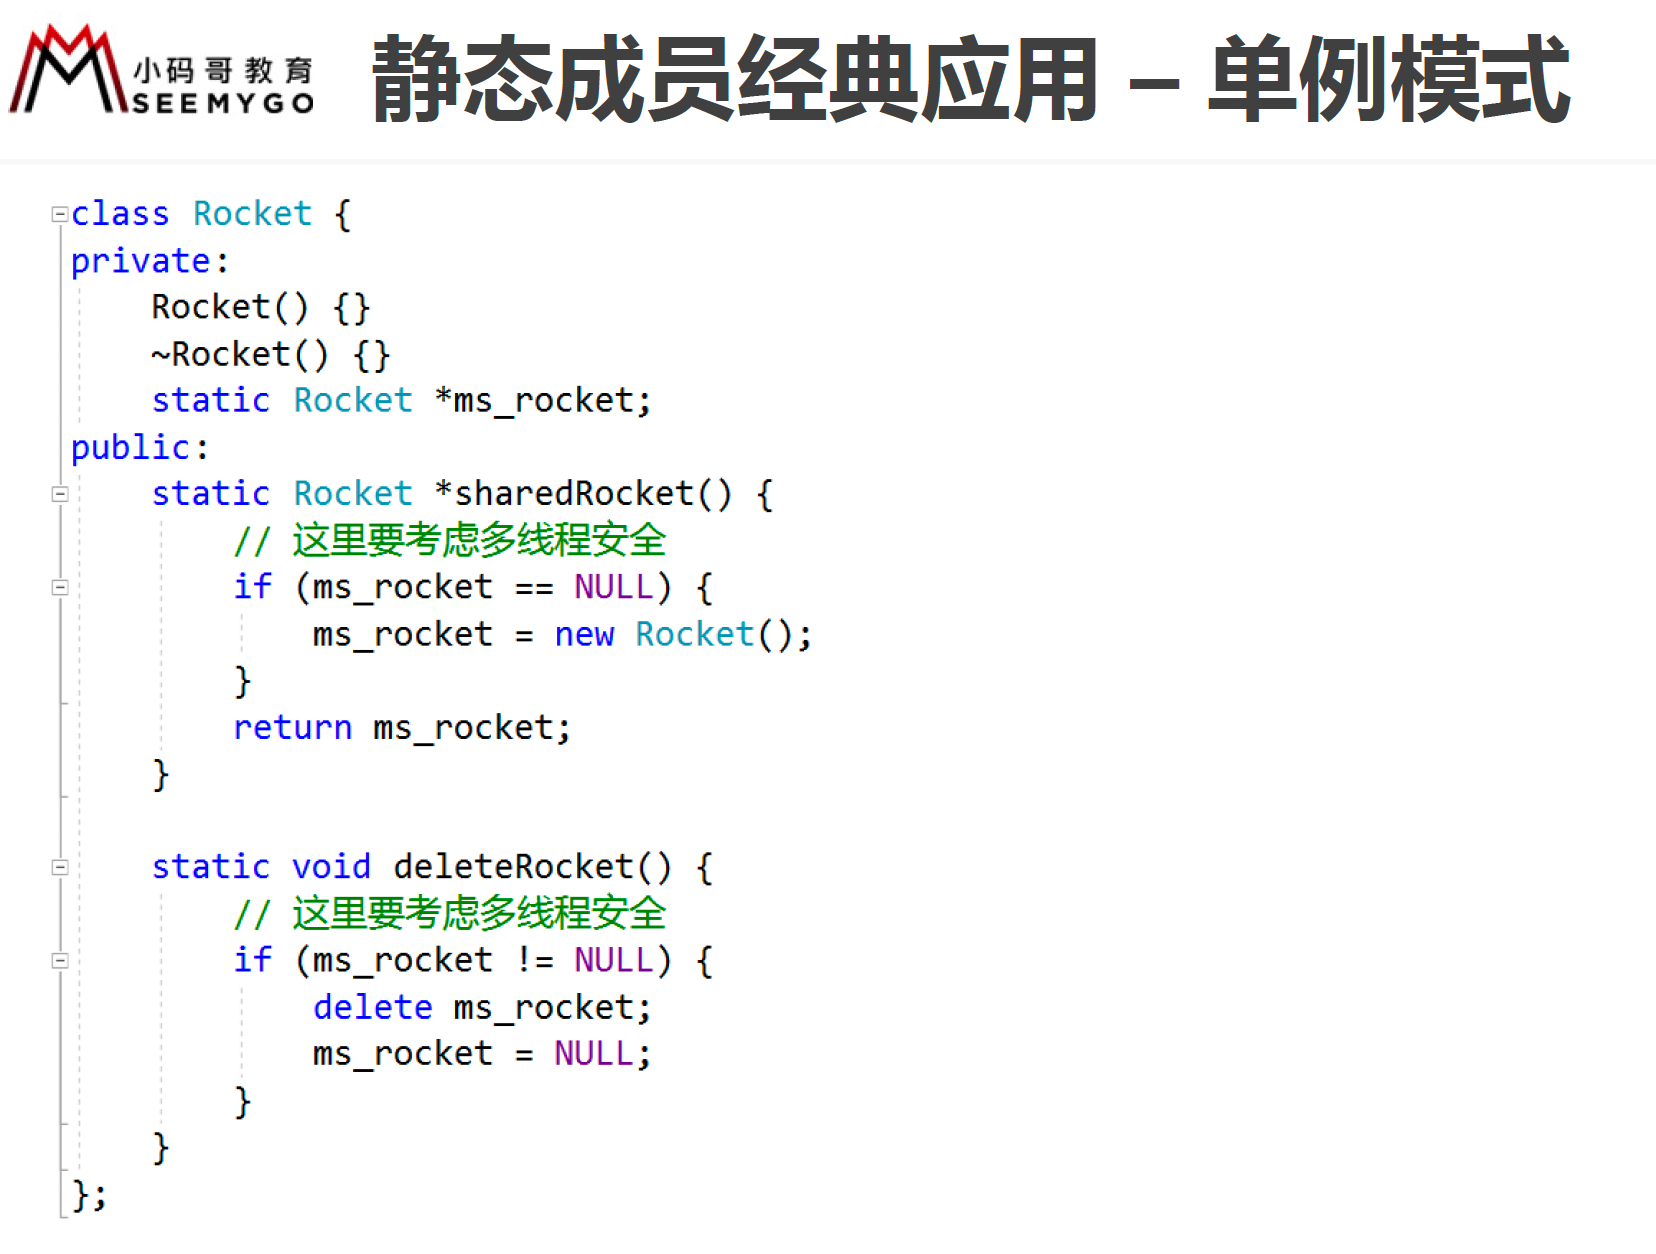 小码哥教育
SEEMYGO
静态成员经典应用 – 单例模式
class Rocket {
private:
    Rocket() {}
    ~Rocket() {}
    static Rocket *ms_rocket;
public:
    static Rocket *sharedRocket() {
        // 这里要考虑多线程安全
        if (ms_rocket == NULL) {
            ms_rocket = new Rocket();
        }
        return ms_rocket;
    }

    static void deleteRocket() {
        // 这里要考虑多线程安全
        if (ms_rocket != NULL) {
            delete ms_rocket;
            ms_rocket = NULL;
        }
    }
};